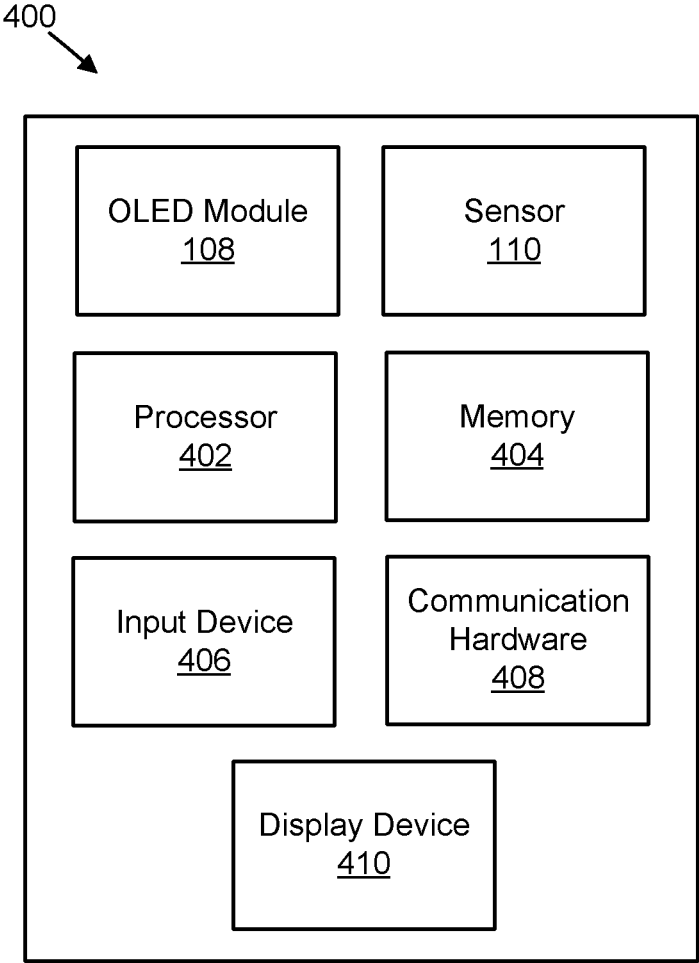 400
OLED Module
108
Sensor
110
Processor
402
Memory
404
Input Device
406
Communication
Hardware
408
Display Device
410